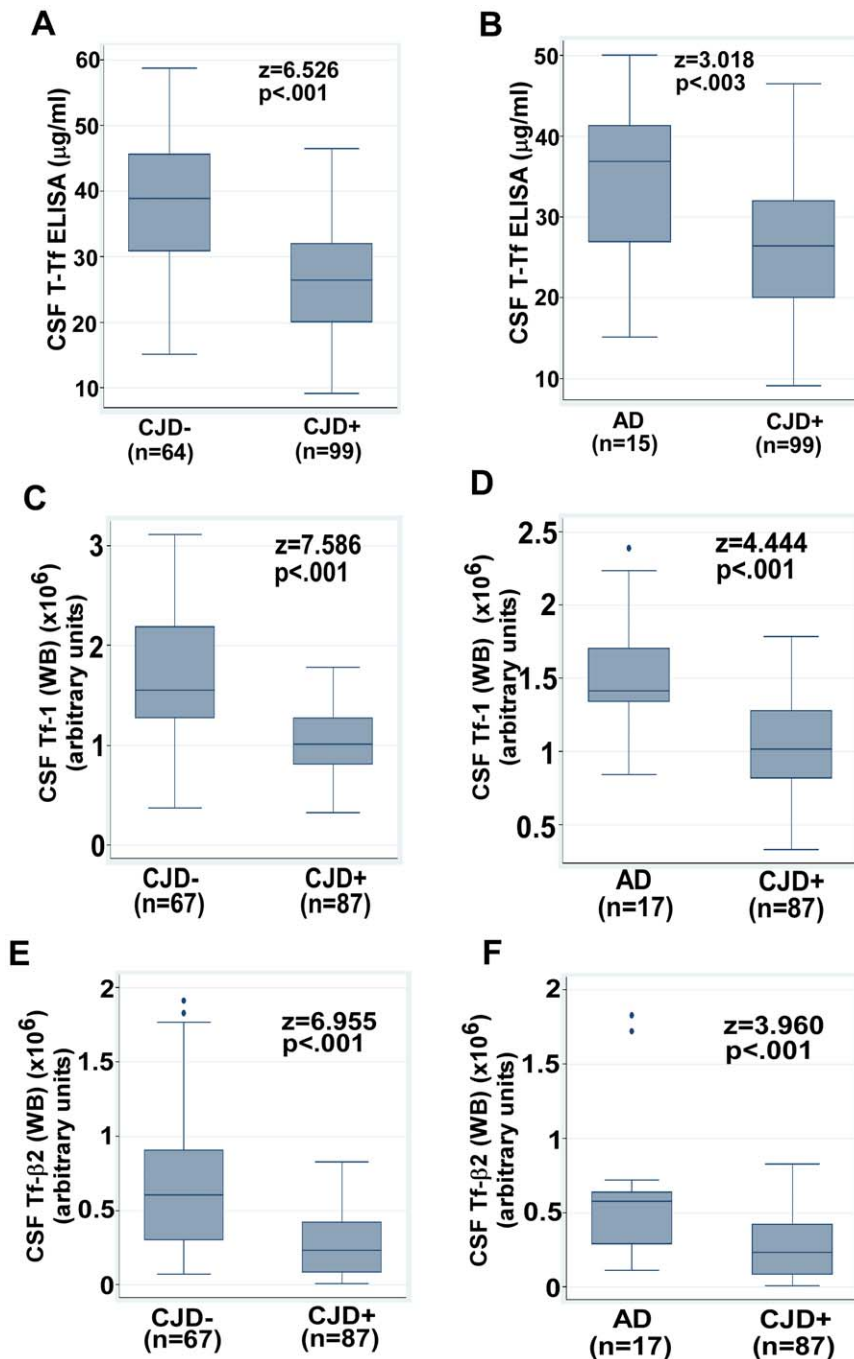 A
CSF T-Tf ELISA (μg/ml)
60
50
40
30
20
10
z=6.526
p<.001
CJD-
(n=64)
CJD+
(n=99)
B
CSF T-Tf ELISA (μg/ml)
50
40
30
20
10
z=3.018
p<.003
AD
(n=15)
CJD+
(n=99)
C
CSF Tf-1 (WB) (x10⁶)
(arbitrary units)
3
2
1
0
z=7.586
p<.001
CJD-
(n=67)
CJD+
(n=87)
D
CSF Tf-1 (WB) (x10⁶)
(arbitrary units)
2.5
2
1.5
1
0.5
z=4.444
p<.001
AD
(n=17)
CJD+
(n=87)
E
CSF Tf-β2 (WB) (x10⁶)
(arbitrary units)
2
1.5
1
0.5
0
z=6.955
p<.001
CJD-
(n=67)
CJD+
(n=87)
F
CSF Tf-β2 (WB) (x10⁶)
(arbitrary units)
2
1.5
1
0.5
0
z=3.960
p<.001
AD
(n=17)
CJD+
(n=87)